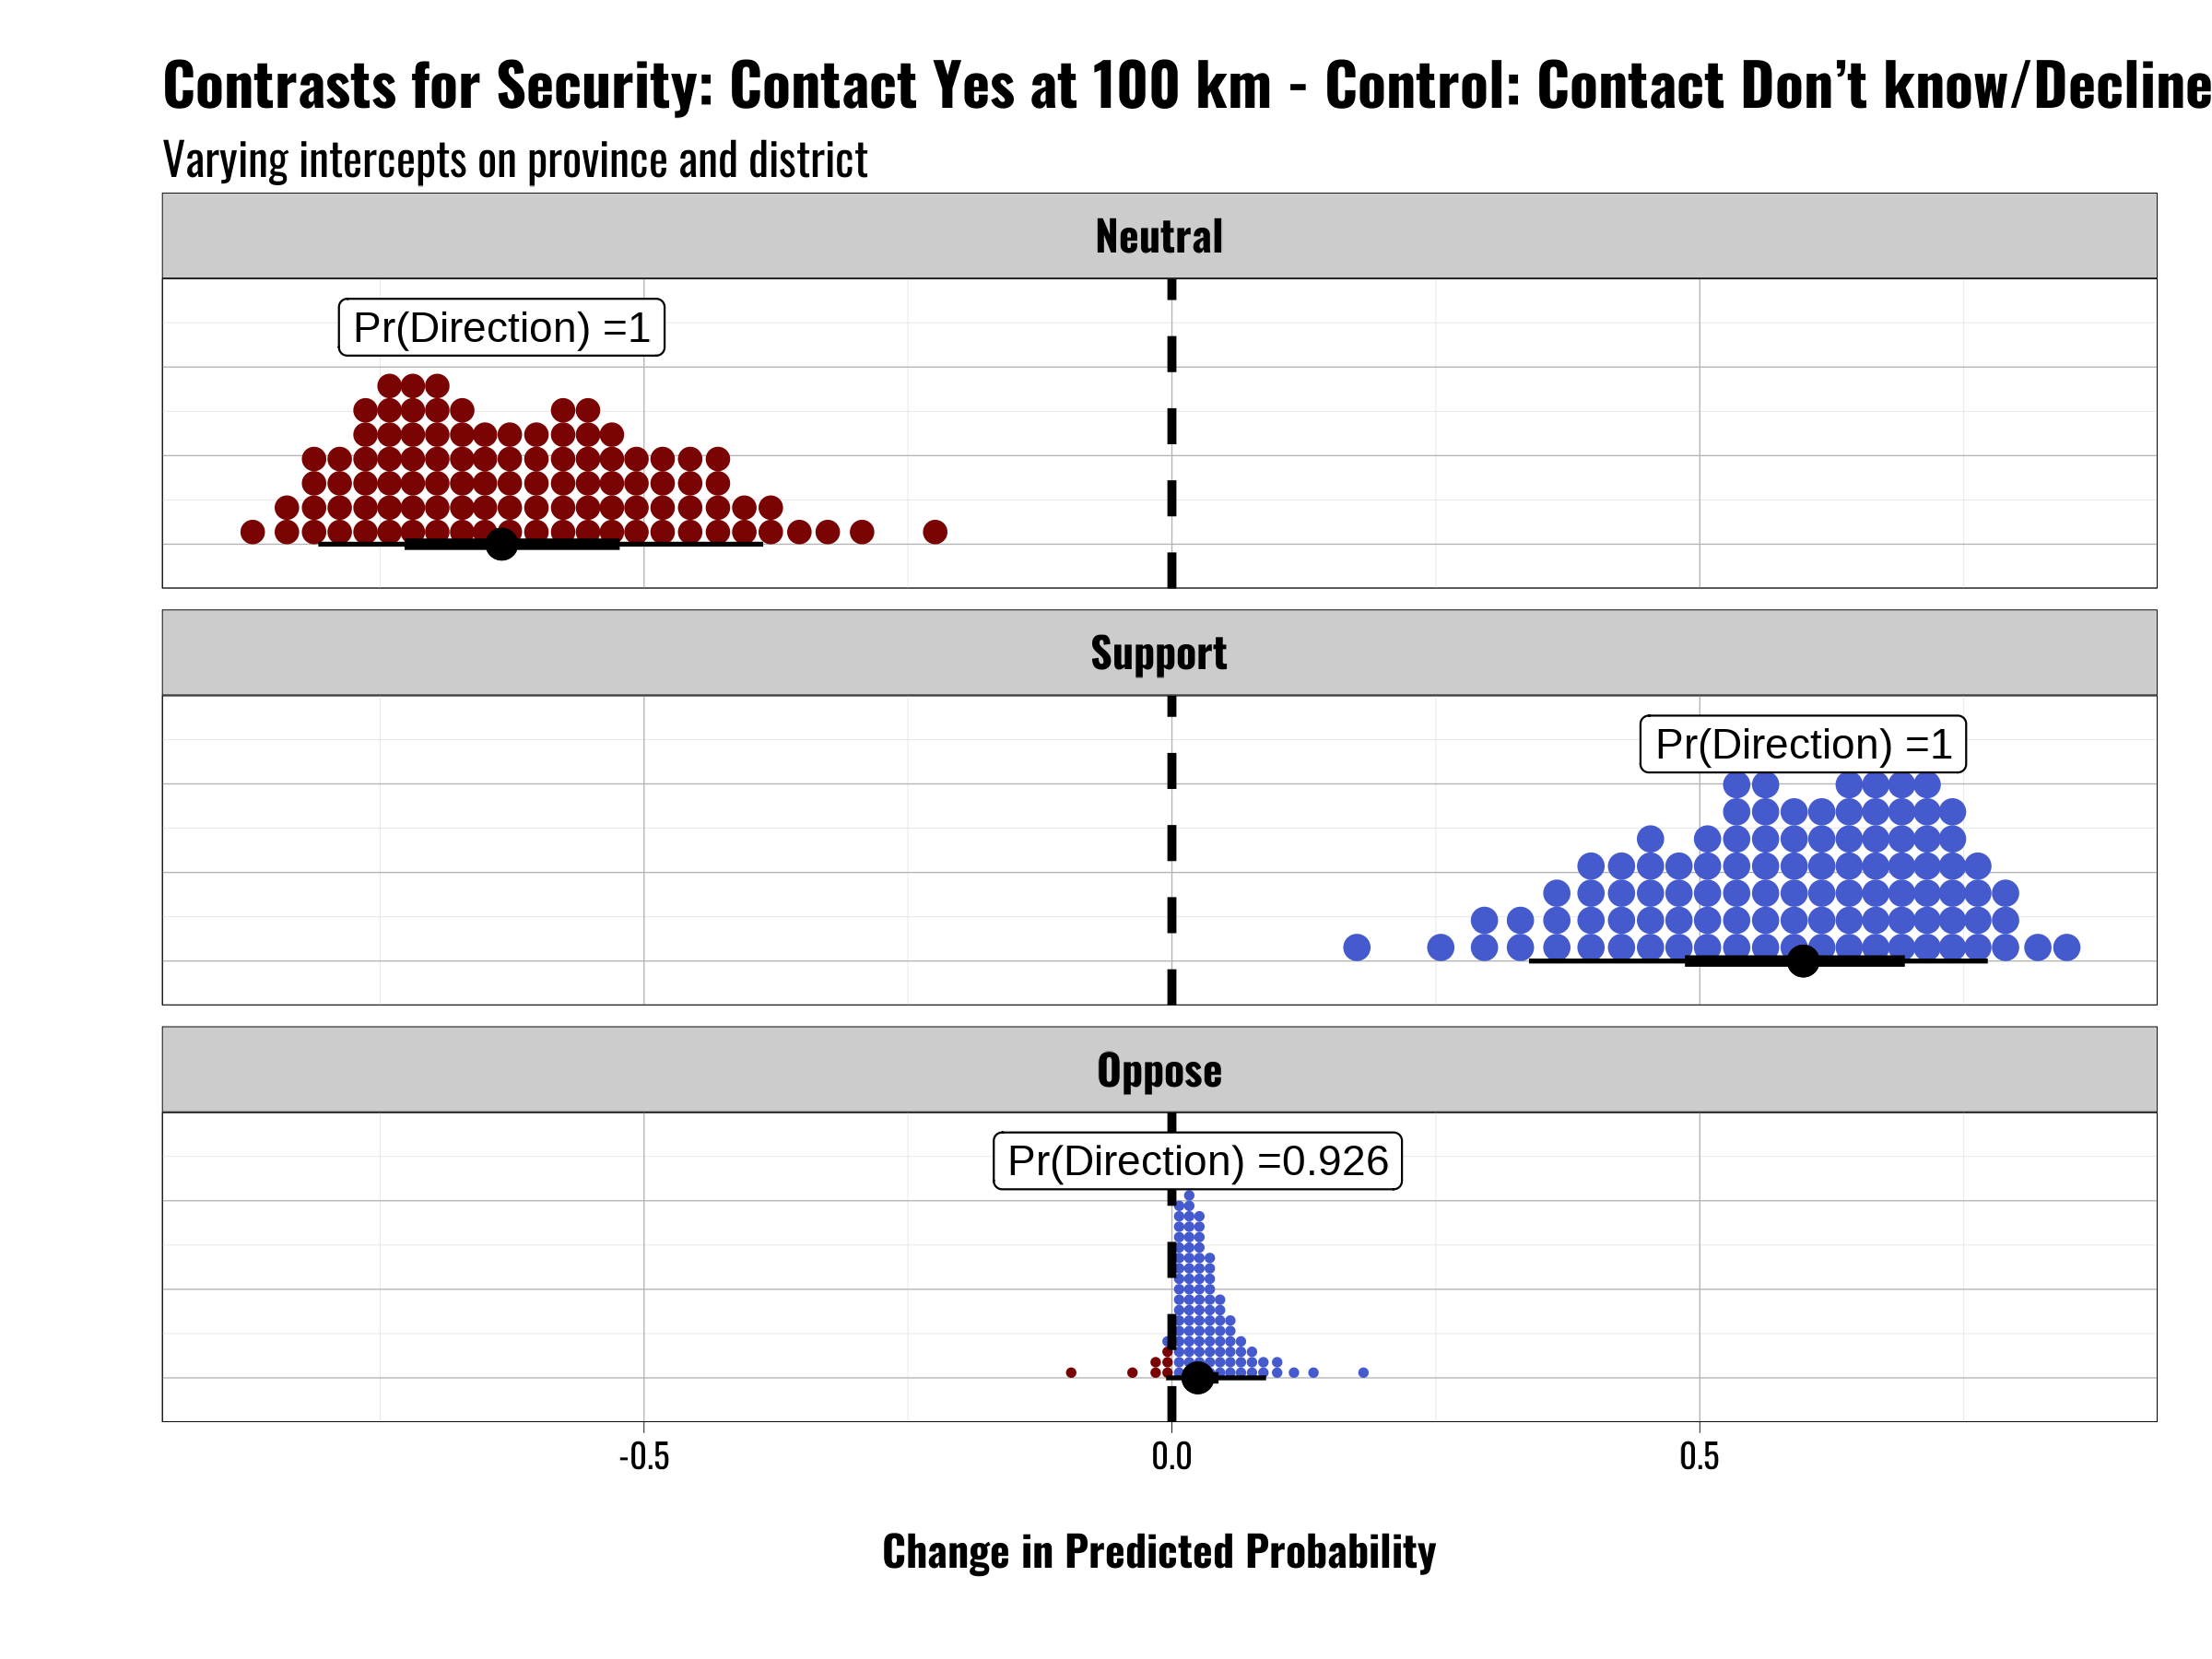 Contrasts for Security: Contact Yes at 100 km - Control: Contact Don’t know/Decline
Varying intercepts on province and district
Neutral
Pr(Direction) =1
Support
Pr(Direction) =1
Oppose
Pr(Direction) =0.926
-0.5 0.0 0.5
Change in Predicted Probability